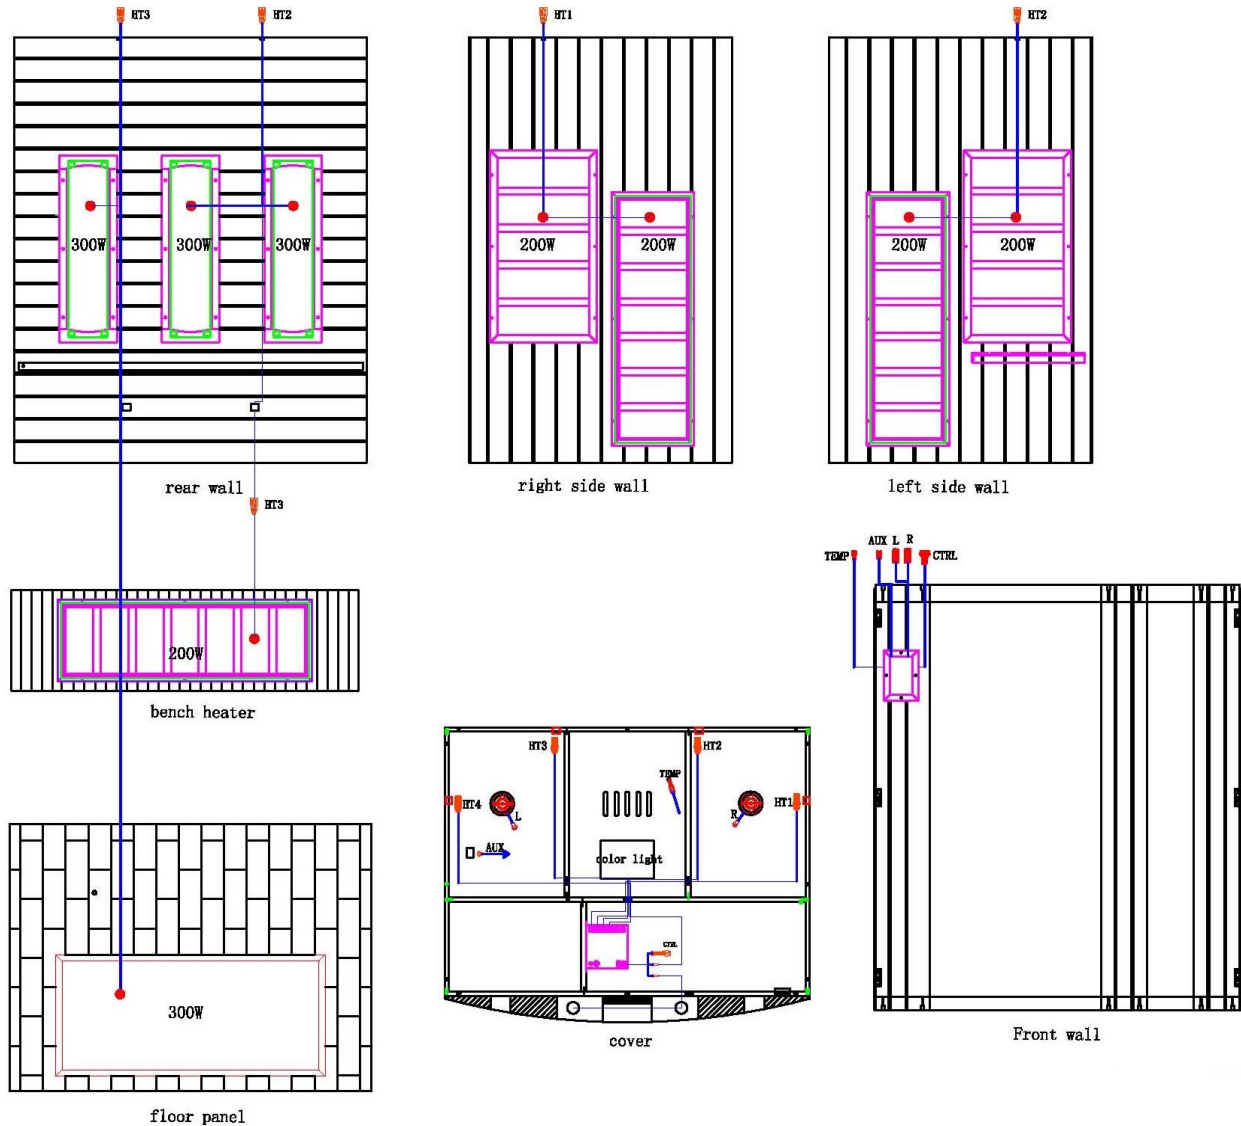 HT3
HT2
HT1
HT2
300W
300W
300W
200W
200W
200W
200W
rear wall
right side wall
left side wall
HT3
200W
bench heater
TEMP
AUX
L
R
CTRL
HT3
HT2
TEMP
HT4
L
R
HT1
AUX
color light
CTRL
cover
Front wall
300W
floor panel